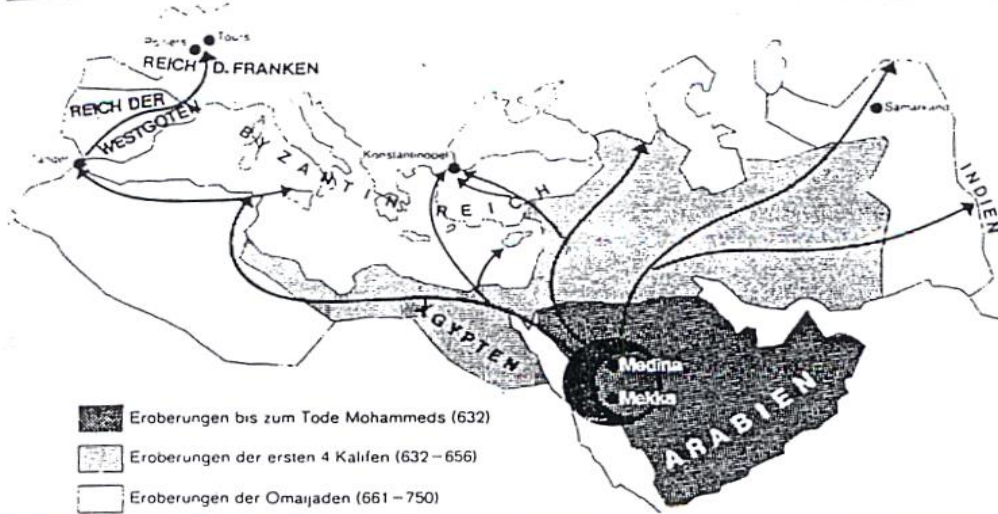 Tours
REICH D. FRANKEN
REICH DER
WESTGOTEN
Tanger
Konstantinopel
BYZANTIN. REICH
Samarkand
INDIEN
ÄGYPTEN
Medina
Mekka
ARABIEN
Eroberungen bis zum Tode Mohammeds (632)
Eroberungen der ersten 4 Kalifen (632–656)
Eroberungen der Omaijaden (661–750)